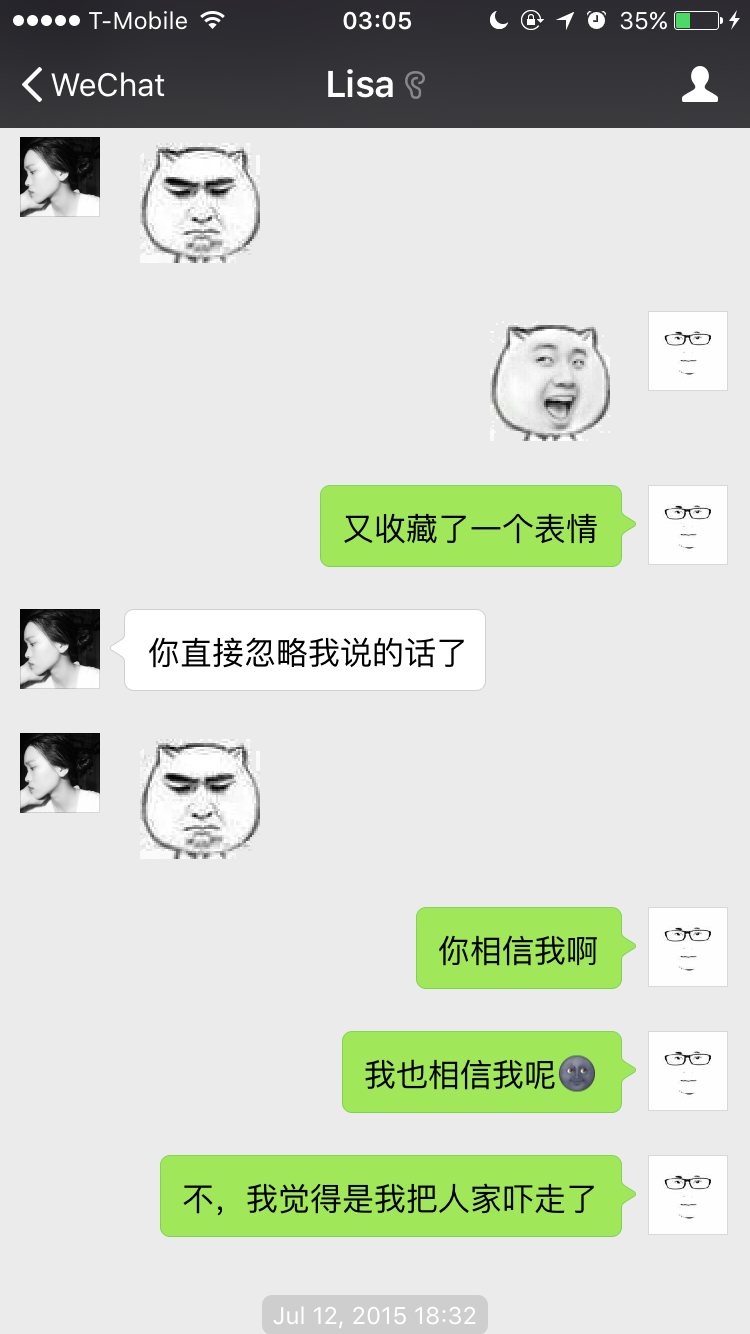 T-Mobile 03:05 35%
WeChat Lisa
又收藏了一个表情
你直接忽略我说的话了
你相信我啊
我也相信我呢🌚
不，我觉得是我把人家吓走了
Jul 12, 2015 18:32